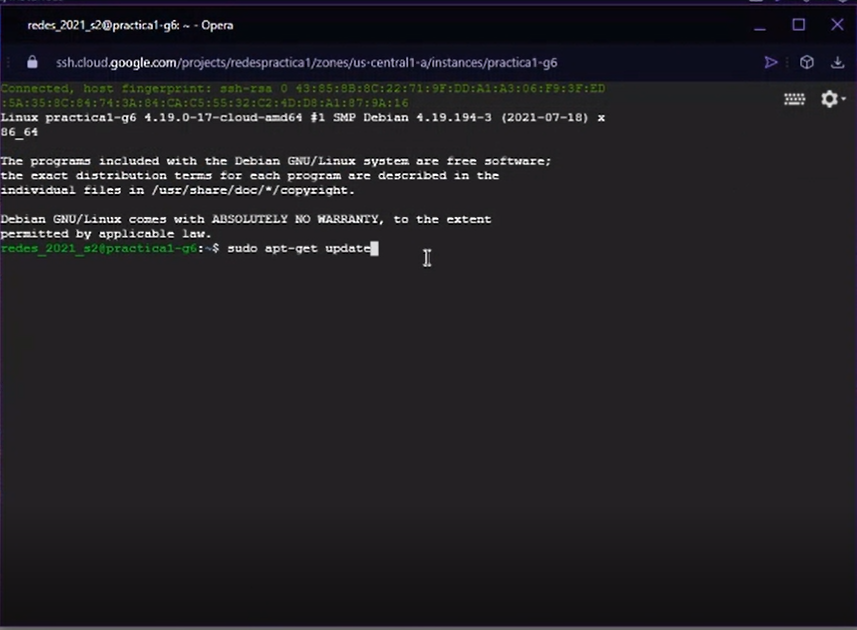 redes_2021_s2@practica1-g6: ~ - Opera
ssh.cloud.google.com/projects/redespractica1/zones/us-central1-a/instances/practica1-g6
Connected, host fingerprint: ssh-rsa 0 43:85:8B:8C:22:71:9F:DD:A1:A3:06:F9:3F:ED
:5A:35:8C:84:74:3A:84:CA:C5:55:32:C2:4D:D8:A1:87:9A:16
Linux practica1-g6 4.19.0-17-cloud-amd64 #1 SMP Debian 4.19.194-3 (2021-07-18) x
86_64
The programs included with the Debian GNU/Linux system are free software;
the exact distribution terms for each program are described in the
individual files in /usr/share/doc/*/copyright.
Debian GNU/Linux comes with ABSOLUTELY NO WARRANTY, to the extent
permitted by applicable law.
redes_2021_s2@practica1-g6:~$ sudo apt-get update